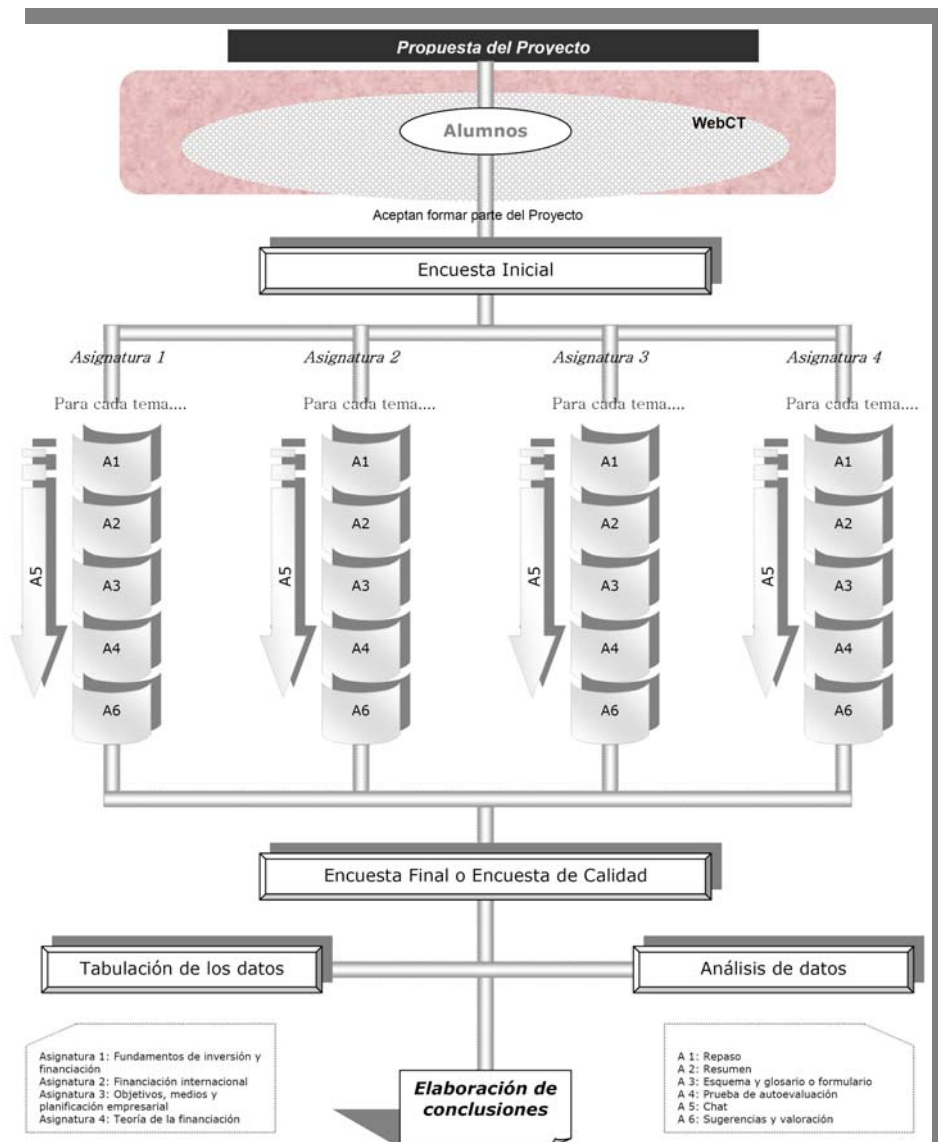 Propuesta del Proyecto
WebCT
Alumnos
Aceptan formar parte del Proyecto
Encuesta Inicial
Asignatura 1
Asignatura 2
Asignatura 3
Asignatura 4
Para cada tema....
Para cada tema....
Para cada tema....
Para cada tema....
A1
A2
A3
A4
A6
A5
A1
A2
A3
A4
A6
A5
A1
A2
A3
A4
A6
A5
A1
A2
A3
A4
A6
A5
Encuesta Final o Encuesta de Calidad
Tabulación de los datos
Análisis de datos
Asignatura 1: Fundamentos de inversión y
financiación
Asignatura 2: Financiación internacional
Asignatura 3: Objetivos, medios y
planificación empresarial
Asignatura 4: Teoría de la financiación
A 1: Repaso
A 2: Resumen
A 3: Esquema y glosario o formulario
A 4: Prueba de autoevaluación
A 5: Chat
A 6: Sugerencias y valoración
Elaboración de
conclusiones